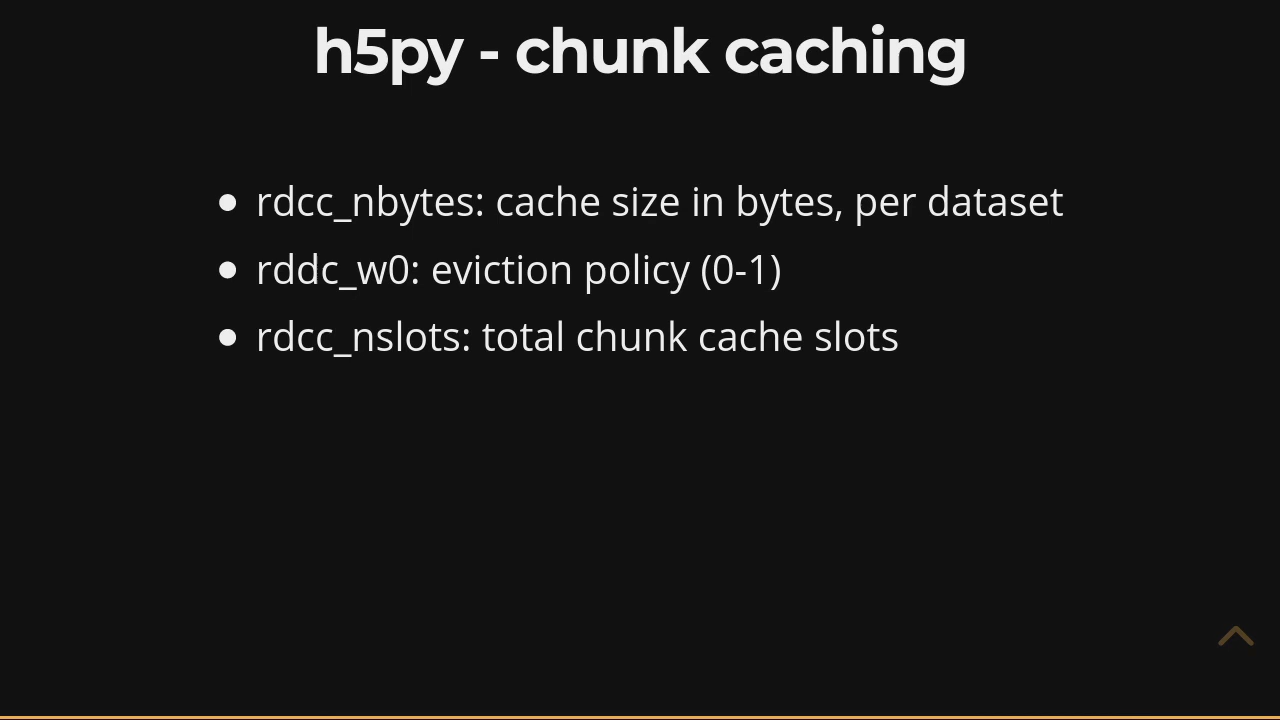 h5py - chunk caching
rdcc_nbytes: cache size in bytes, per dataset
rddc_w0: eviction policy (0-1)
rdcc_nslots: total chunk cache slots